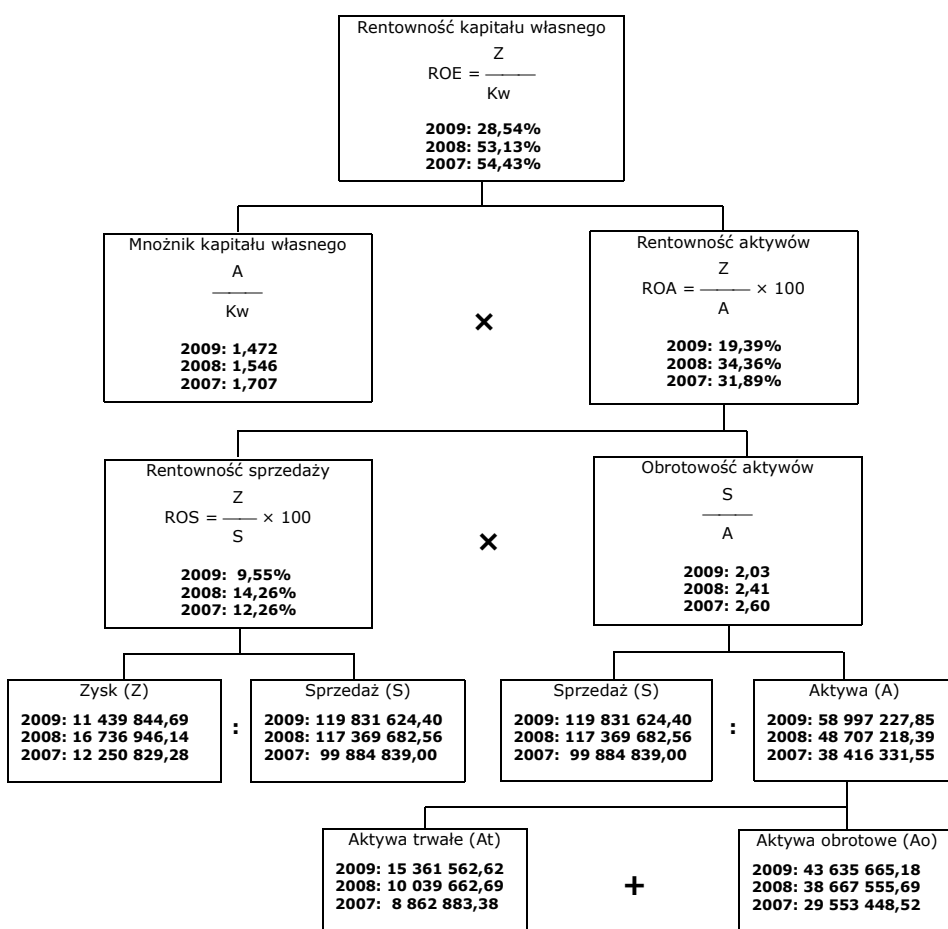 Rentowność kapitału własnego
Z
ROE = ———
Kw
2009: 28,54%
2008: 53,13%
2007: 54,43%
Mnożnik kapitału własnego
A
———
Kw
2009: 1,472
2008: 1,546
2007: 1,707
×
Rentowność aktywów
Z
ROA = ——— × 100
A
2009: 19,39%
2008: 34,36%
2007: 31,89%
Rentowność sprzedaży
Z
ROS = —— × 100
S
2009: 9,55%
2008: 14,26%
2007: 12,26%
×
Obrotowość aktywów
S
———
A
2009: 2,03
2008: 2,41
2007: 2,60
Zysk (Z)
2009: 11 439 844,69
2008: 16 736 946,14
2007: 12 250 829,28
:
Sprzedaż (S)
2009: 119 831 624,40
2008: 117 369 682,56
2007: 99 884 839,00
Sprzedaż (S)
2009: 119 831 624,40
2008: 117 369 682,56
2007: 99 884 839,00
:
Aktywa (A)
2009: 58 997 227,85
2008: 48 707 218,39
2007: 38 416 331,55
Aktywa trwałe (At)
2009: 15 361 562,62
2008: 10 039 662,69
2007: 8 862 883,38
+
Aktywa obrotowe (Ao)
2009: 43 635 665,18
2008: 38 667 555,69
2007: 29 553 448,52